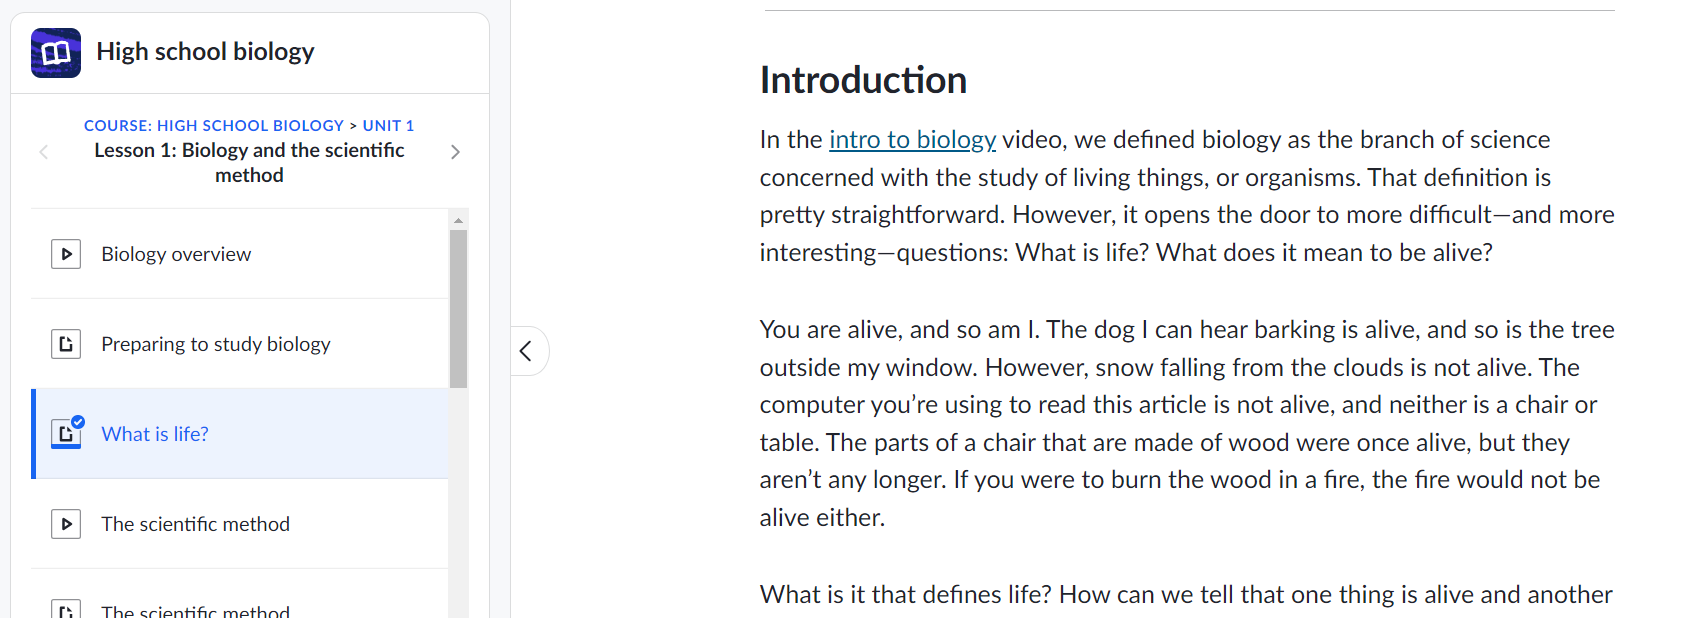 High school biology
COURSE: HIGH SCHOOL BIOLOGY > UNIT 1
Lesson 1: Biology and the scientific
method
Biology overview
Preparing to study biology
What is life?
The scientific method
The scientific method
Introduction
In the intro to biology video, we defined biology as the branch of science
concerned with the study of living things, or organisms. That definition is
pretty straightforward. However, it opens the door to more difficult—and more
interesting—questions: What is life? What does it mean to be alive?
You are alive, and so am I. The dog I can hear barking is alive, and so is the tree
outside my window. However, snow falling from the clouds is not alive. The
computer you’re using to read this article is not alive, and neither is a chair or
table. The parts of a chair that are made of wood were once alive, but they
aren’t any longer. If you were to burn the wood in a fire, the fire would not be
alive either.
What is it that defines life? How can we tell that one thing is alive and another